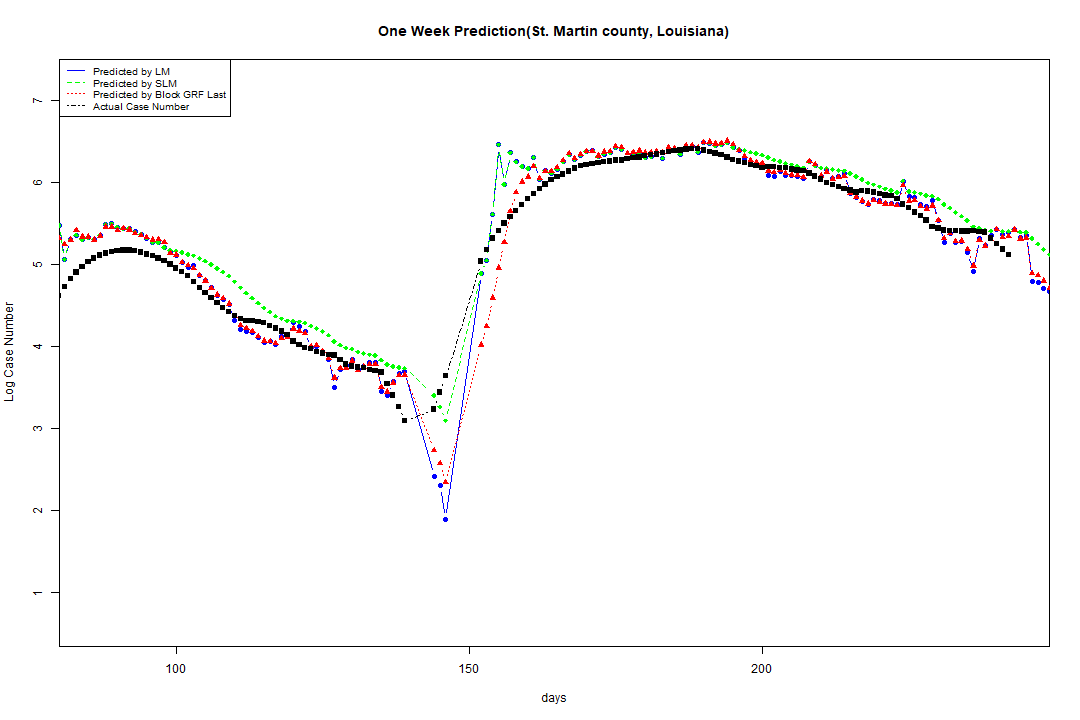 One Week Prediction(St. Martin county, Louisiana)
Predicted by LM
Predicted by SLM
Predicted by Block GRF Last
Actual Case Number
7
6
5
4
3
2
1
Log Case Number
100
150
200
days